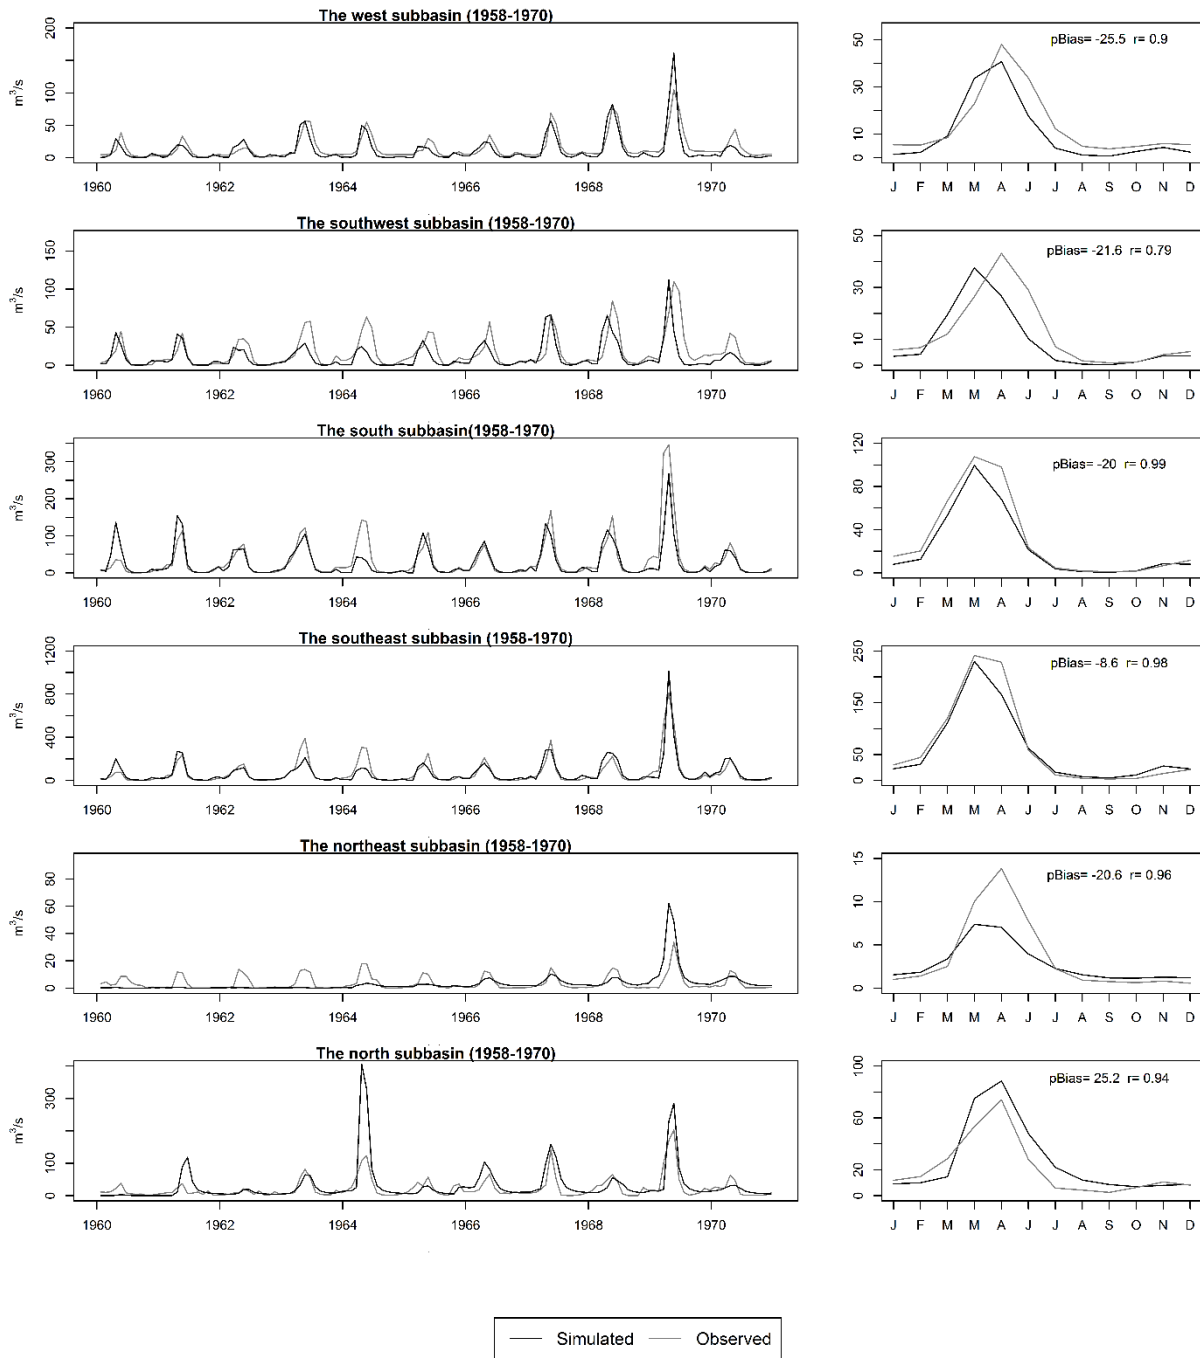 The west subbasin (1958-1970)
m³/s
0 50 100 200
1960 1962 1964 1966 1968 1970
pBias= -25.5 r= 0.9
0 10 30 50
J F M M A J J A S O N D
The southwest subbasin (1958-1970)
m³/s
0 50 100 150
1960 1962 1964 1966 1968 1970
pBias= -21.6 r= 0.79
0 10 30 50
J F M M A J J A S O N D
The south subbasin(1958-1970)
m³/s
0 100 200 300
1960 1962 1964 1966 1968 1970
pBias= -20 r= 0.99
0 40 80 120
J F M M A J J A S O N D
The southeast subbasin (1958-1970)
m³/s
0 400 800 1200
1960 1962 1964 1966 1968 1970
pBias= -8.6 r= 0.98
0 50 150 250
J F M M A J J A S O N D
The northeast subbasin (1958-1970)
m³/s
0 20 40 60 80
1960 1962 1964 1966 1968 1970
pBias= -20.6 r= 0.96
0 5 10 15
J F M M A J J A S O N D
The north subbasin (1958-1970)
m³/s
0 100 300
1960 1962 1964 1966 1968 1970
pBias= 25.2 r= 0.94
0 20 60 100
J F M M A J J A S O N D
Simulated Observed